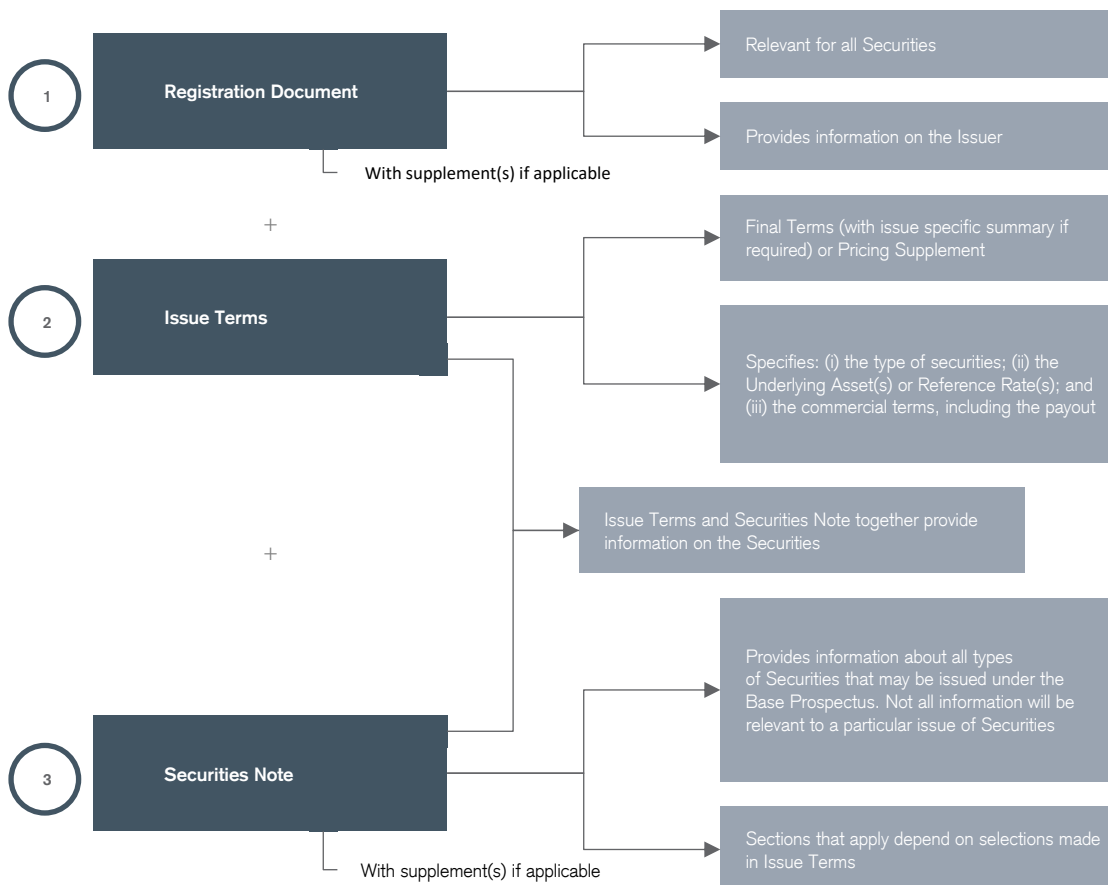 1
Registration Document
With supplement(s) if applicable
Relevant for all Securities
Provides information on the Issuer
+
2
Issue Terms
Final Terms (with issue specific summary if
required) or Pricing Supplement
Specifies: (i) the type of securities; (ii) the
Underlying Asset(s) or Reference Rate(s); and
(iii) the commercial terms, including the payout
Issue Terms and Securities Note together provide
information on the Securities
+
3
Securities Note
With supplement(s) if applicable
Provides information about all types
of Securities that may be issued under the
Base Prospectus. Not all information will be
relevant to a particular issue of Securities
Sections that apply depend on selections made
in Issue Terms